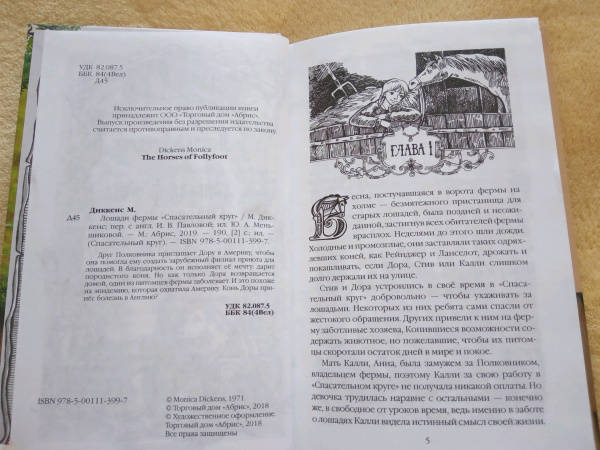 УДК 82.087.5
ББК 84(4Вел)
Д45
Исключительное право публикации книги
принадлежит ООО «Торговый дом «Абрис».
Выпуск произведения без разрешения издательства
считается противоправным и преследуется по закону.
Dickens Monica
The Horses of Follyfoot
Диккенс М.
Д45 Лошади фермы «Спасательный круг» / М. Дик-
кенс; пер. с англ. И. В. Павловой; ил. Ю. А. Мень-
шиковой. — М.: Абрис, 2019. — 190, [2] с.: ил. —
(Спасательный круг). — ISBN 978-5-00111-399-7.
Друг Полковника приглашает Дору в Америку, чтобы
она помогла ему создать зарубежный филиал приюта для
лошадей. В благодарность он исполняет её мечту: дарит
породистого коня. Но как только Дора возвращается
домой, один из питомцев фермы заболевает. И это похоже
на эпидемию, которая охватила Америку. Конь Доры при-
нёс болезнь в Англию?
УДК 82.087.5
ББК 84(4Вел)
ISBN 978-5-00111-399-7
© Monica Dickens, 1971
© Торговый дом «Абрис», 2018
© Художественное оформление.
Торговый дом «Абрис», 2018
Все права защищены
ГЛАВА 1
Весна, постучавшаяся в ворота фермы на
холме — безмятежного пристанища для
старых лошадей, была поздней и неожи-
данной, застигнув всех обитателей фермы
врасплох. Неделями до этого шли дожди.
Холодные и промозглые, они заставляли таких одрях-
левших коней, как Рейнджер и Ланселот, дрожать и
покашливать, если Дора, Стив или Калли слишком
долго держали их на улице.
Стив и Дора устроились в своё время в «Спаса-
тельный круг» добровольно — чтобы ухаживать за
лошадьми. Некоторых из них ребята сами спасли от
жестокого обращения. Других привели к ним на фер-
му заботливые хозяева, не имевшие возможности со-
держать животное, но пожелавшие, чтобы их питом-
цы скоротали остаток дней в мире и покое.
Мать Калли, Анна, была замужем за Полковником,
владельцем фермы, поэтому Калли за свою работу в
«Спасательном круге» не получала никакой оплаты. Но
девочка трудилась наравне с остальными — конечно
же, в свободное от уроков время, ведь именно в заботе
о лошадях Калли видела истинный смысл своей жизни.
5